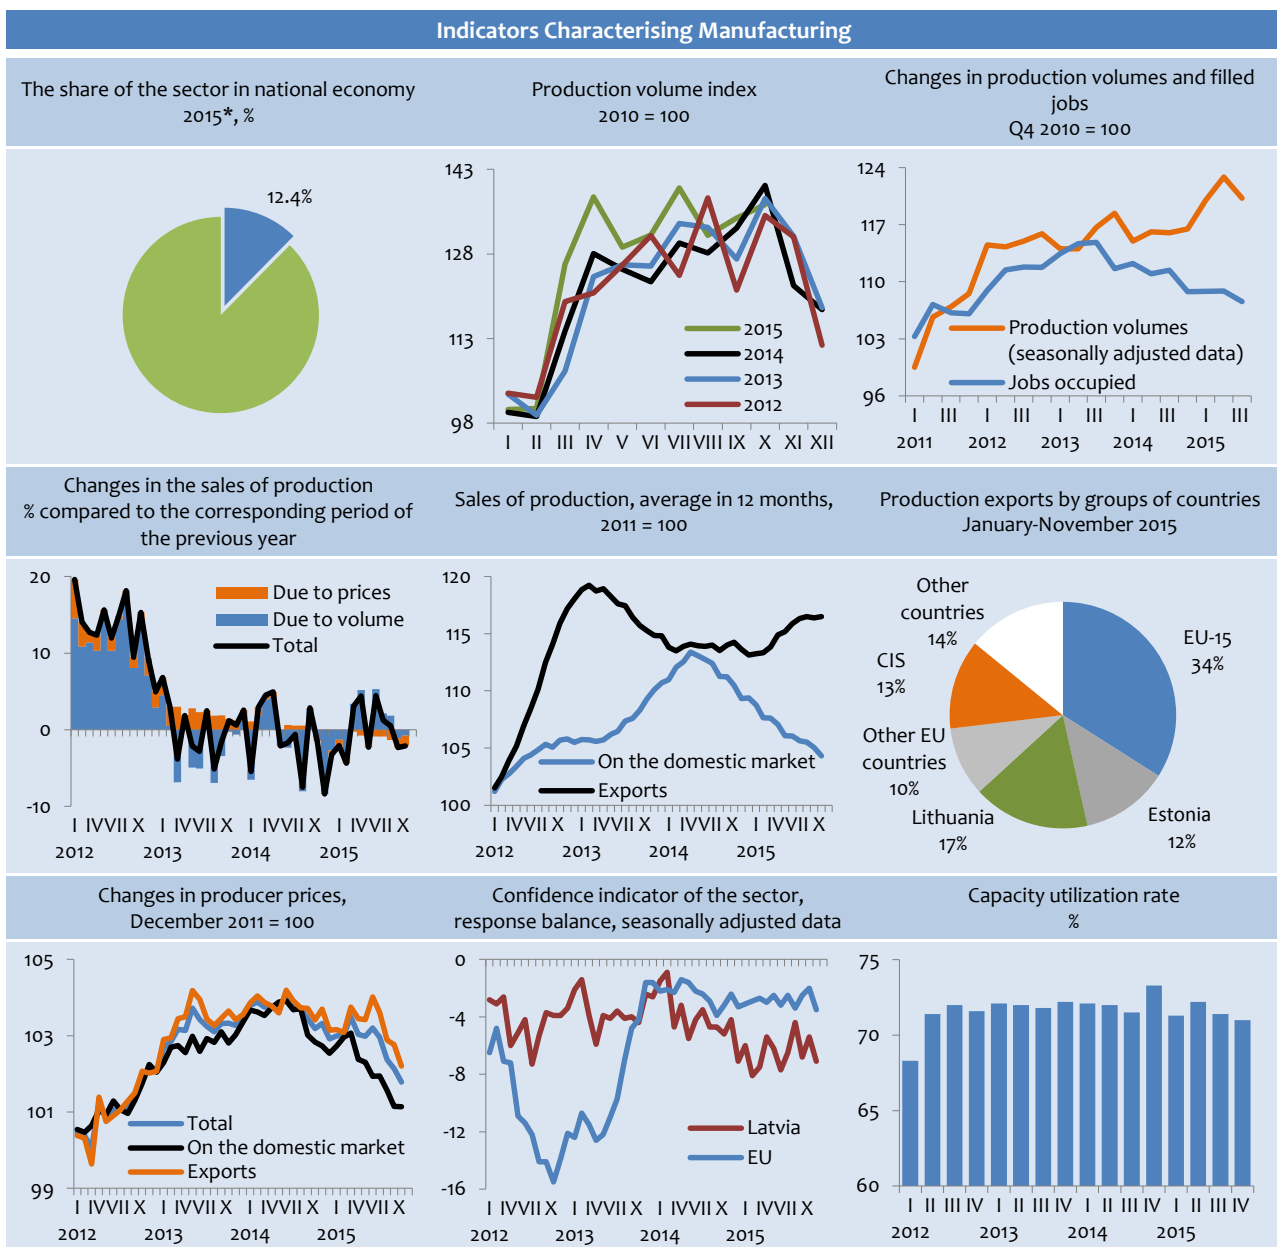 Indicators Characterising Manufacturing
The share of the sector in national economy
2015*, %
12.4%
Production volume index
2010 = 100
143
128
113
98
2015
2014
2013
2012
I II III IV V VI VII VIII IX X XI XII
Changes in production volumes and filled
jobs
Q4 2010 = 100
124
117
110
103
96
Production volumes
(seasonally adjusted data)
Jobs occupied
I III I III I III I III I III
2011 2012 2013 2014 2015
Changes in the sales of production
% compared to the corresponding period of
the previous year
20
10
0
-10
Due to prices
Due to volume
Total
I IV VII X I IV VII X I IV VII X I IV VII X
2012 2013 2014 2015
Sales of production, average in 12 months,
2011 = 100
120
115
110
105
100
On the domestic market
Exports
I IV VII X I IV VII X I IV VII X I IV VII X
2012 2013 2014 2015
Production exports by groups of countries
January-November 2015
Other
countries
14%
EU-15
34%
CIS
13%
Other EU
countries
10%
Lithuania
17%
Estonia
12%
Changes in producer prices,
December 2011 = 100
105
103
101
99
Total
On the domestic market
Exports
I IV VII X I IV VII X I IV VII X I IV VII X
2012 2013 2014 2015
Confidence indicator of the sector,
response balance, seasonally adjusted data
0
-4
-8
-12
-16
Latvia
EU
I IV VII X I IV VII X I IV VII X I IV VII X
2012 2013 2014 2015
Capacity utilization rate
%
75
70
65
60
I II III IV I II III IV I II III IV I II III IV
2012 2013 2014 2015